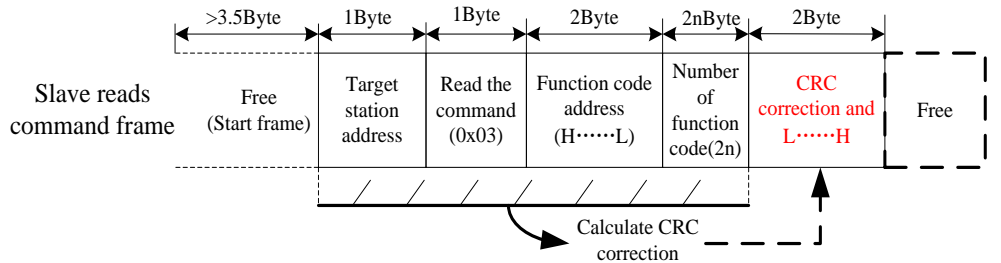 >3.5Byte
1Byte
1Byte
2Byte
2nByte
2Byte
Slave reads
command frame
Free
(Start frame)
Target
station
address
Read the
command
(0x03)
Function code
address
(H⋯⋯L)
Number
of
function
code(2n)
CRC
correction and
L⋯⋯H
Free
Calculate CRC
correction